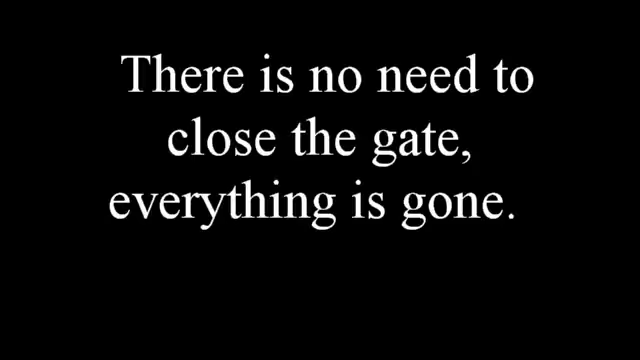 There is no need to
close the gate,
everything is gone.